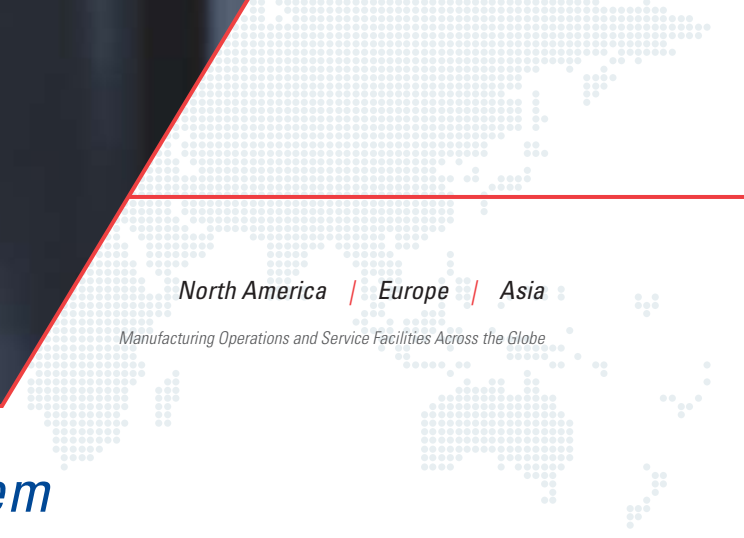 North America | Europe | Asia
Manufacturing Operations and Service Facilities Across the Globe
em